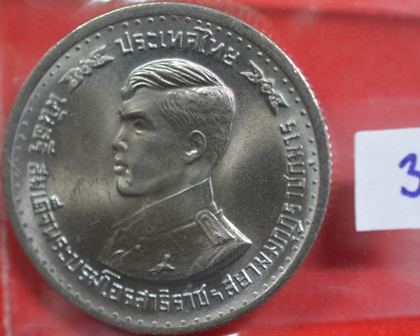 ประเทศไทย
สมเด็จพระบรมโอรสาธิราช ฯ สยามมกุฎราชกุมาร
3